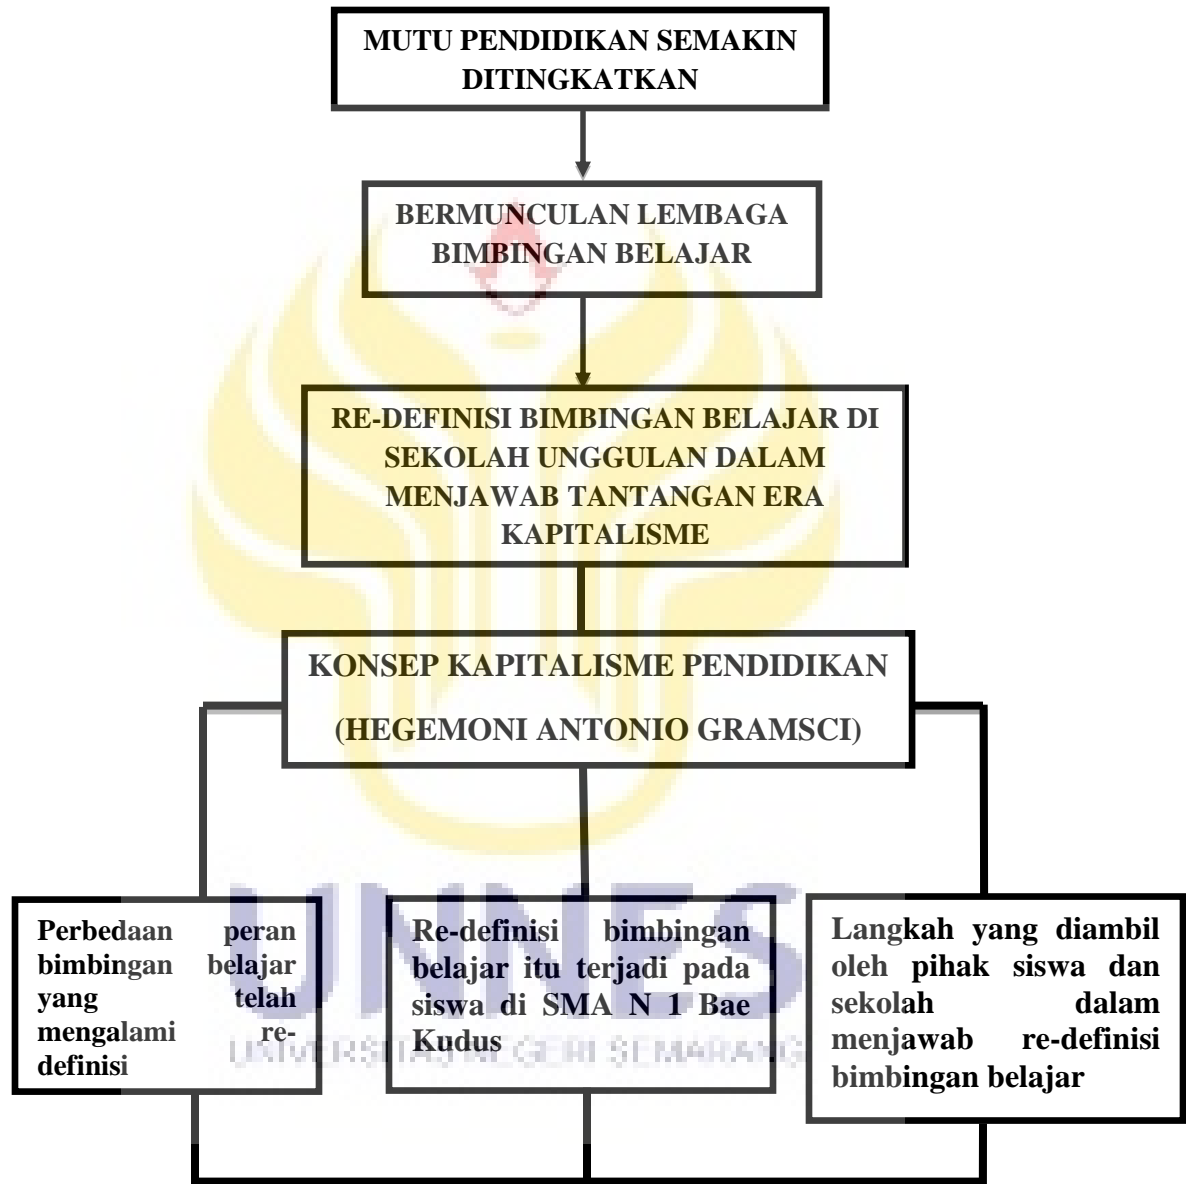 MUTU PENDIDIKAN SEMAKIN
DITINGKATKAN
BERMUNCULAN LEMBAGA
BIMBINGAN BELAJAR
RE-DEFINISI BIMBINGAN BELAJAR DI
SEKOLAH UNGGULAN DALAM
MENJAWAB TANTANGAN ERA
KAPITALISME
KONSEP KAPITALISME PENDIDIKAN
(HEGEMONI ANTONIO GRAMSCI)
Perbedaan peran
bimbingan belajar
yang telah
mengalami re-
definisi
Re-definisi bimbingan
belajar itu terjadi pada
siswa di SMA N 1 Bae
Kudus
Langkah yang diambil
oleh pihak siswa dan
sekolah dalam
menjawab re-definisi
bimbingan belajar
UNNES
UNIVERSITAS NEGERI SEMARANG